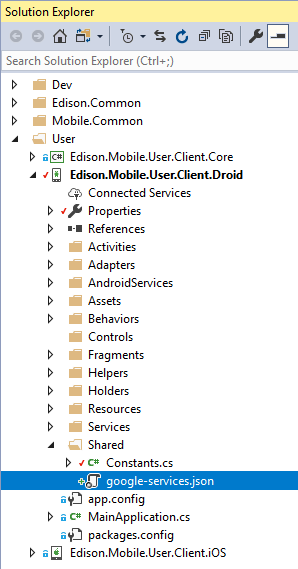 Solution Explorer
Search Solution Explorer (Ctrl+;)
Dev
Edison.Common
Mobile.Common
User
C# Edison.Mobile.User.Client.Core
Edison.Mobile.User.Client.Droid
Connected Services
Properties
References
Activities
Adapters
AndroidServices
Assets
Behaviors
Controls
Fragments
Helpers
Holders
Resources
Services
Shared
C# Constants.cs
google-services.json
app.config
C# MainApplication.cs
packages.config
Edison.Mobile.User.Client.iOS